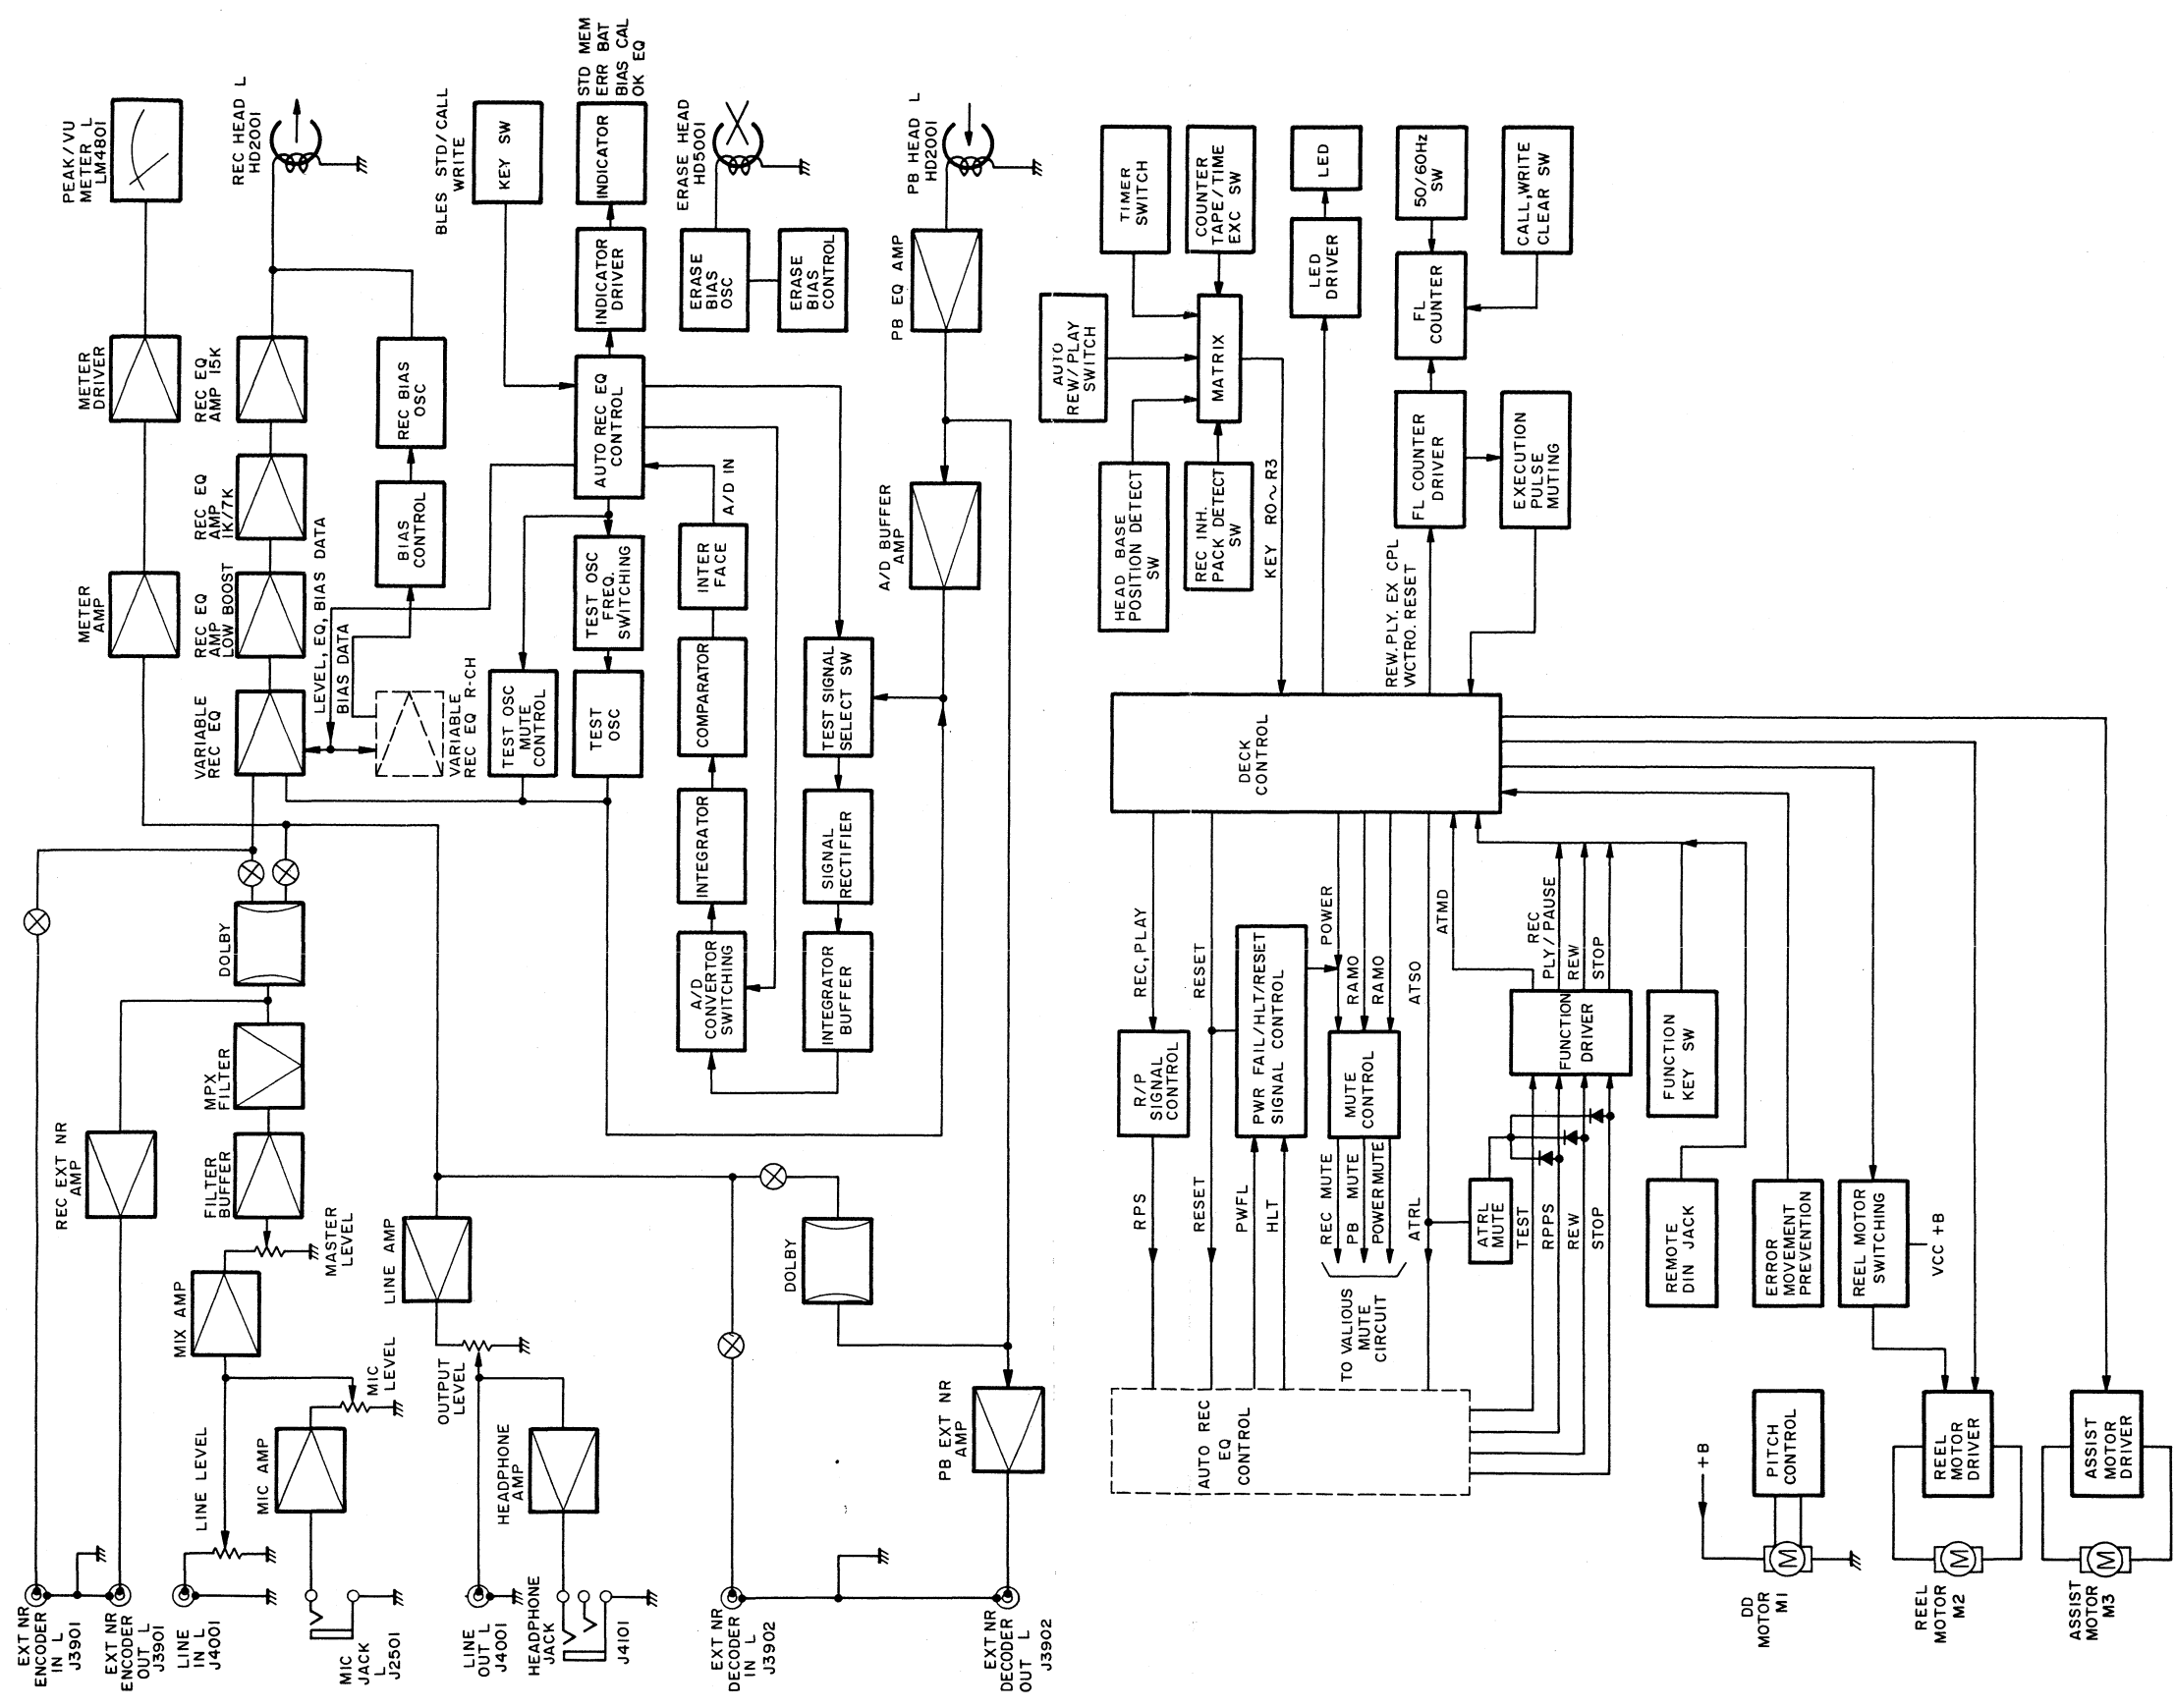 EXT NR
ENCODER
IN L
J3901
EXT NR
ENCODER
OUT L
J3901
LINE
IN L
J4001
MIC
JACK
L
J2501
LINE
OUT L
J4001
HEADPHONE
JACK
J4101
EXT NR
DECODER
IN L
J3902
EXT NR
DECODER
OUT L
J3902
REC EXT NR
AMP
LINE LEVEL
MIC AMP
MIC
LEVEL
MIX AMP
MASTER
LEVEL
FILTER
BUFFER
MPX
FILTER
DOLBY
VARIABLE
REC EQ
REC EQ
AMP
LOW BOOST
REC EQ
AMP
1K/7K
REC EQ
AMP 15K
REC HEAD L
HD2001
METER
AMP
METER
DRIVER
PEAK/VU
METER L
LM4801
LEVEL, EQ, BIAS DATA
BIAS DATA
VARIABLE
REC EQ R-CH
BIAS
CONTROL
REC BIAS
OSC
BLES STD/CALL
WRITE
KEY SW
STD MEM
ERR BAT
BIAS CAL
OK EQ
INDICATOR
INDICATOR
DRIVER
AUTO REC EQ
CONTROL
TEST OSC
FREQ.
SWITCHING
TEST OSC
MUTE
CONTROL
TEST
OSC
ERASE HEAD
HD5001
ERASE
BIAS
OSC
ERASE
BIAS
CONTROL
A/D IN
INTER
FACE
COMPARATOR
INTEGRATOR
A/D
CONVERTOR
SWITCHING
TEST SIGNAL
SELECT SW
SIGNAL
RECTIFIER
INTEGRATOR
BUFFER
PB HEAD L
HD2001
PB EQ AMP
A/D BUFFER
AMP
LINE AMP
OUTPUT
LEVEL
HEADPHONE
AMP
DOLBY
PB EXT NR
AMP
TIMER
SWITCH
COUNTER
TAPE/TIME
EXC SW
AUTO
REW/PLAY
SWITCH
MATRIX
HEAD BASE
POSITION DETECT
SW
REC INH.
PACK DETECT
SW
KEY R0~R3
LED
LED
DRIVER
50/60Hz
SW
CALL,WRITE
CLEAR SW
FL
COUNTER
FL COUNTER
DRIVER
EXECUTION
PULSE
MUTING
REW. PLY. EX CPL
WCTRO. RESET
DECK
CONTROL
REC,PLAY
RESET
POWER
RAMO
RAMO
ATSO
ATMD
REC
PLY/PAUSE
REW
STOP
R/P
SIGNAL
CONTROL
PWR FAIL/HLT/RESET
SIGNAL CONTROL
MUTE
CONTROL
FUNCTION
DRIVER
FUNCTION
KEY SW
RPS
RESET
PWFL
HLT
REC MUTE
PB MUTE
POWER MUTE
ATRL
ATRL
MUTE
TEST
RPPS
REW
STOP
TO VALIOUS
MUTE
CIRCUIT
AUTO REC
EQ
CONTROL
REMOTE
DIN JACK
ERROR
MOVEMENT
PREVENTION
REEL MOTOR
SWITCHING
VCC +B
+B
PITCH
CONTROL
M
DD
MOTOR
M1
REEL
MOTOR
DRIVER
M
REEL
MOTOR
M2
ASSIST
MOTOR
DRIVER
M
ASSIST
MOTOR
M3